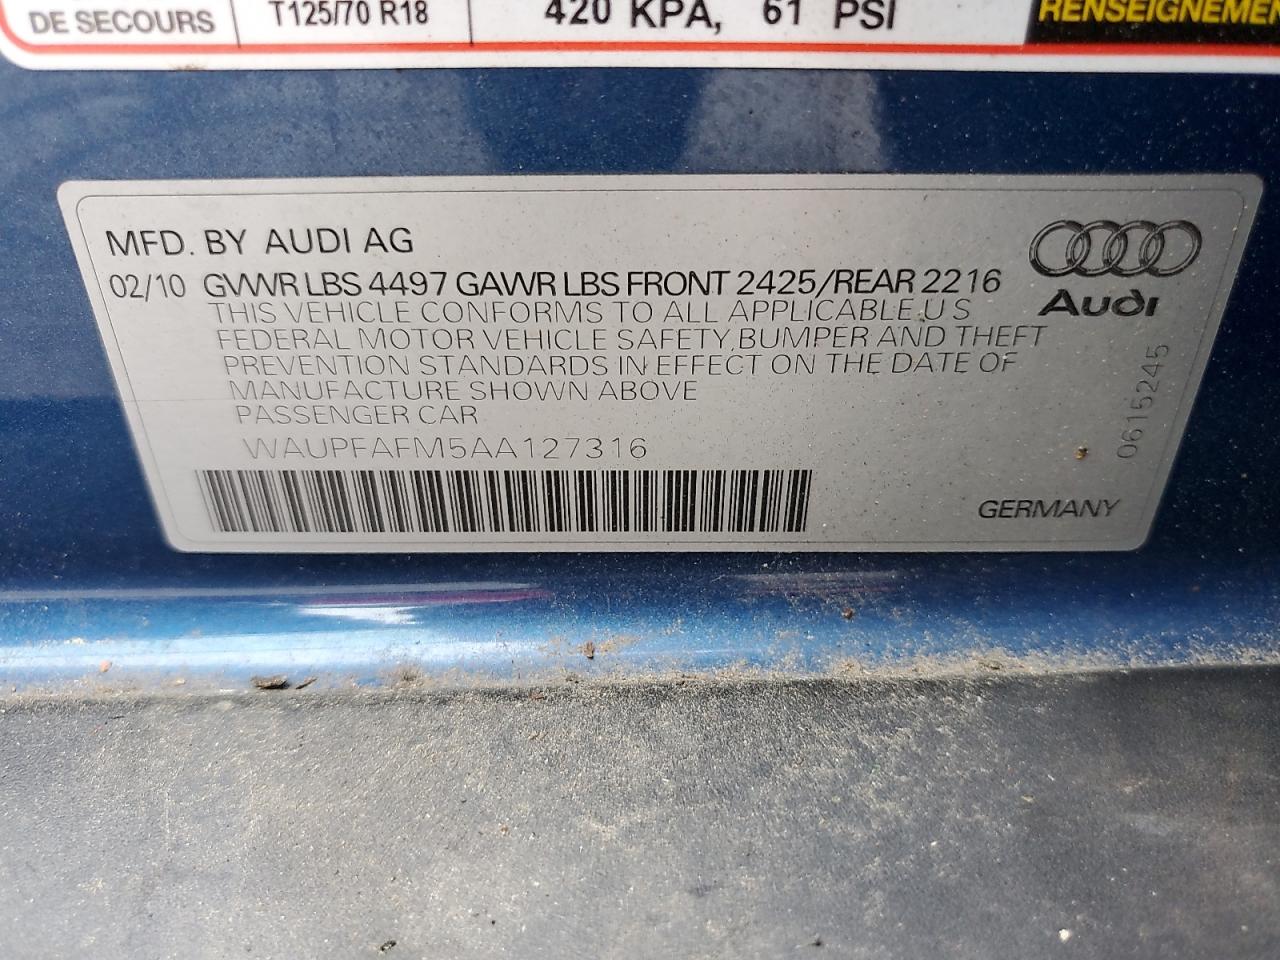 DE SECOURS T125/70 R18 420 KPA, 61 PSI RENSEIGNEMEN
MFD. BY AUDI AG
02/10 GVWR LBS 4497 GAWR LBS FRONT 2425/REAR 2216
THIS VEHICLE CONFORMS TO ALL APPLICABLE U S
FEDERAL MOTOR VEHICLE SAFETY,BUMPER AND THEFT
PREVENTION STANDARDS IN EFFECT ON THE DATE OF
MANUFACTURE SHOWN ABOVE
PASSENGER CAR
WAUPFAFM5AA127316
Audi
0615245
GERMANY